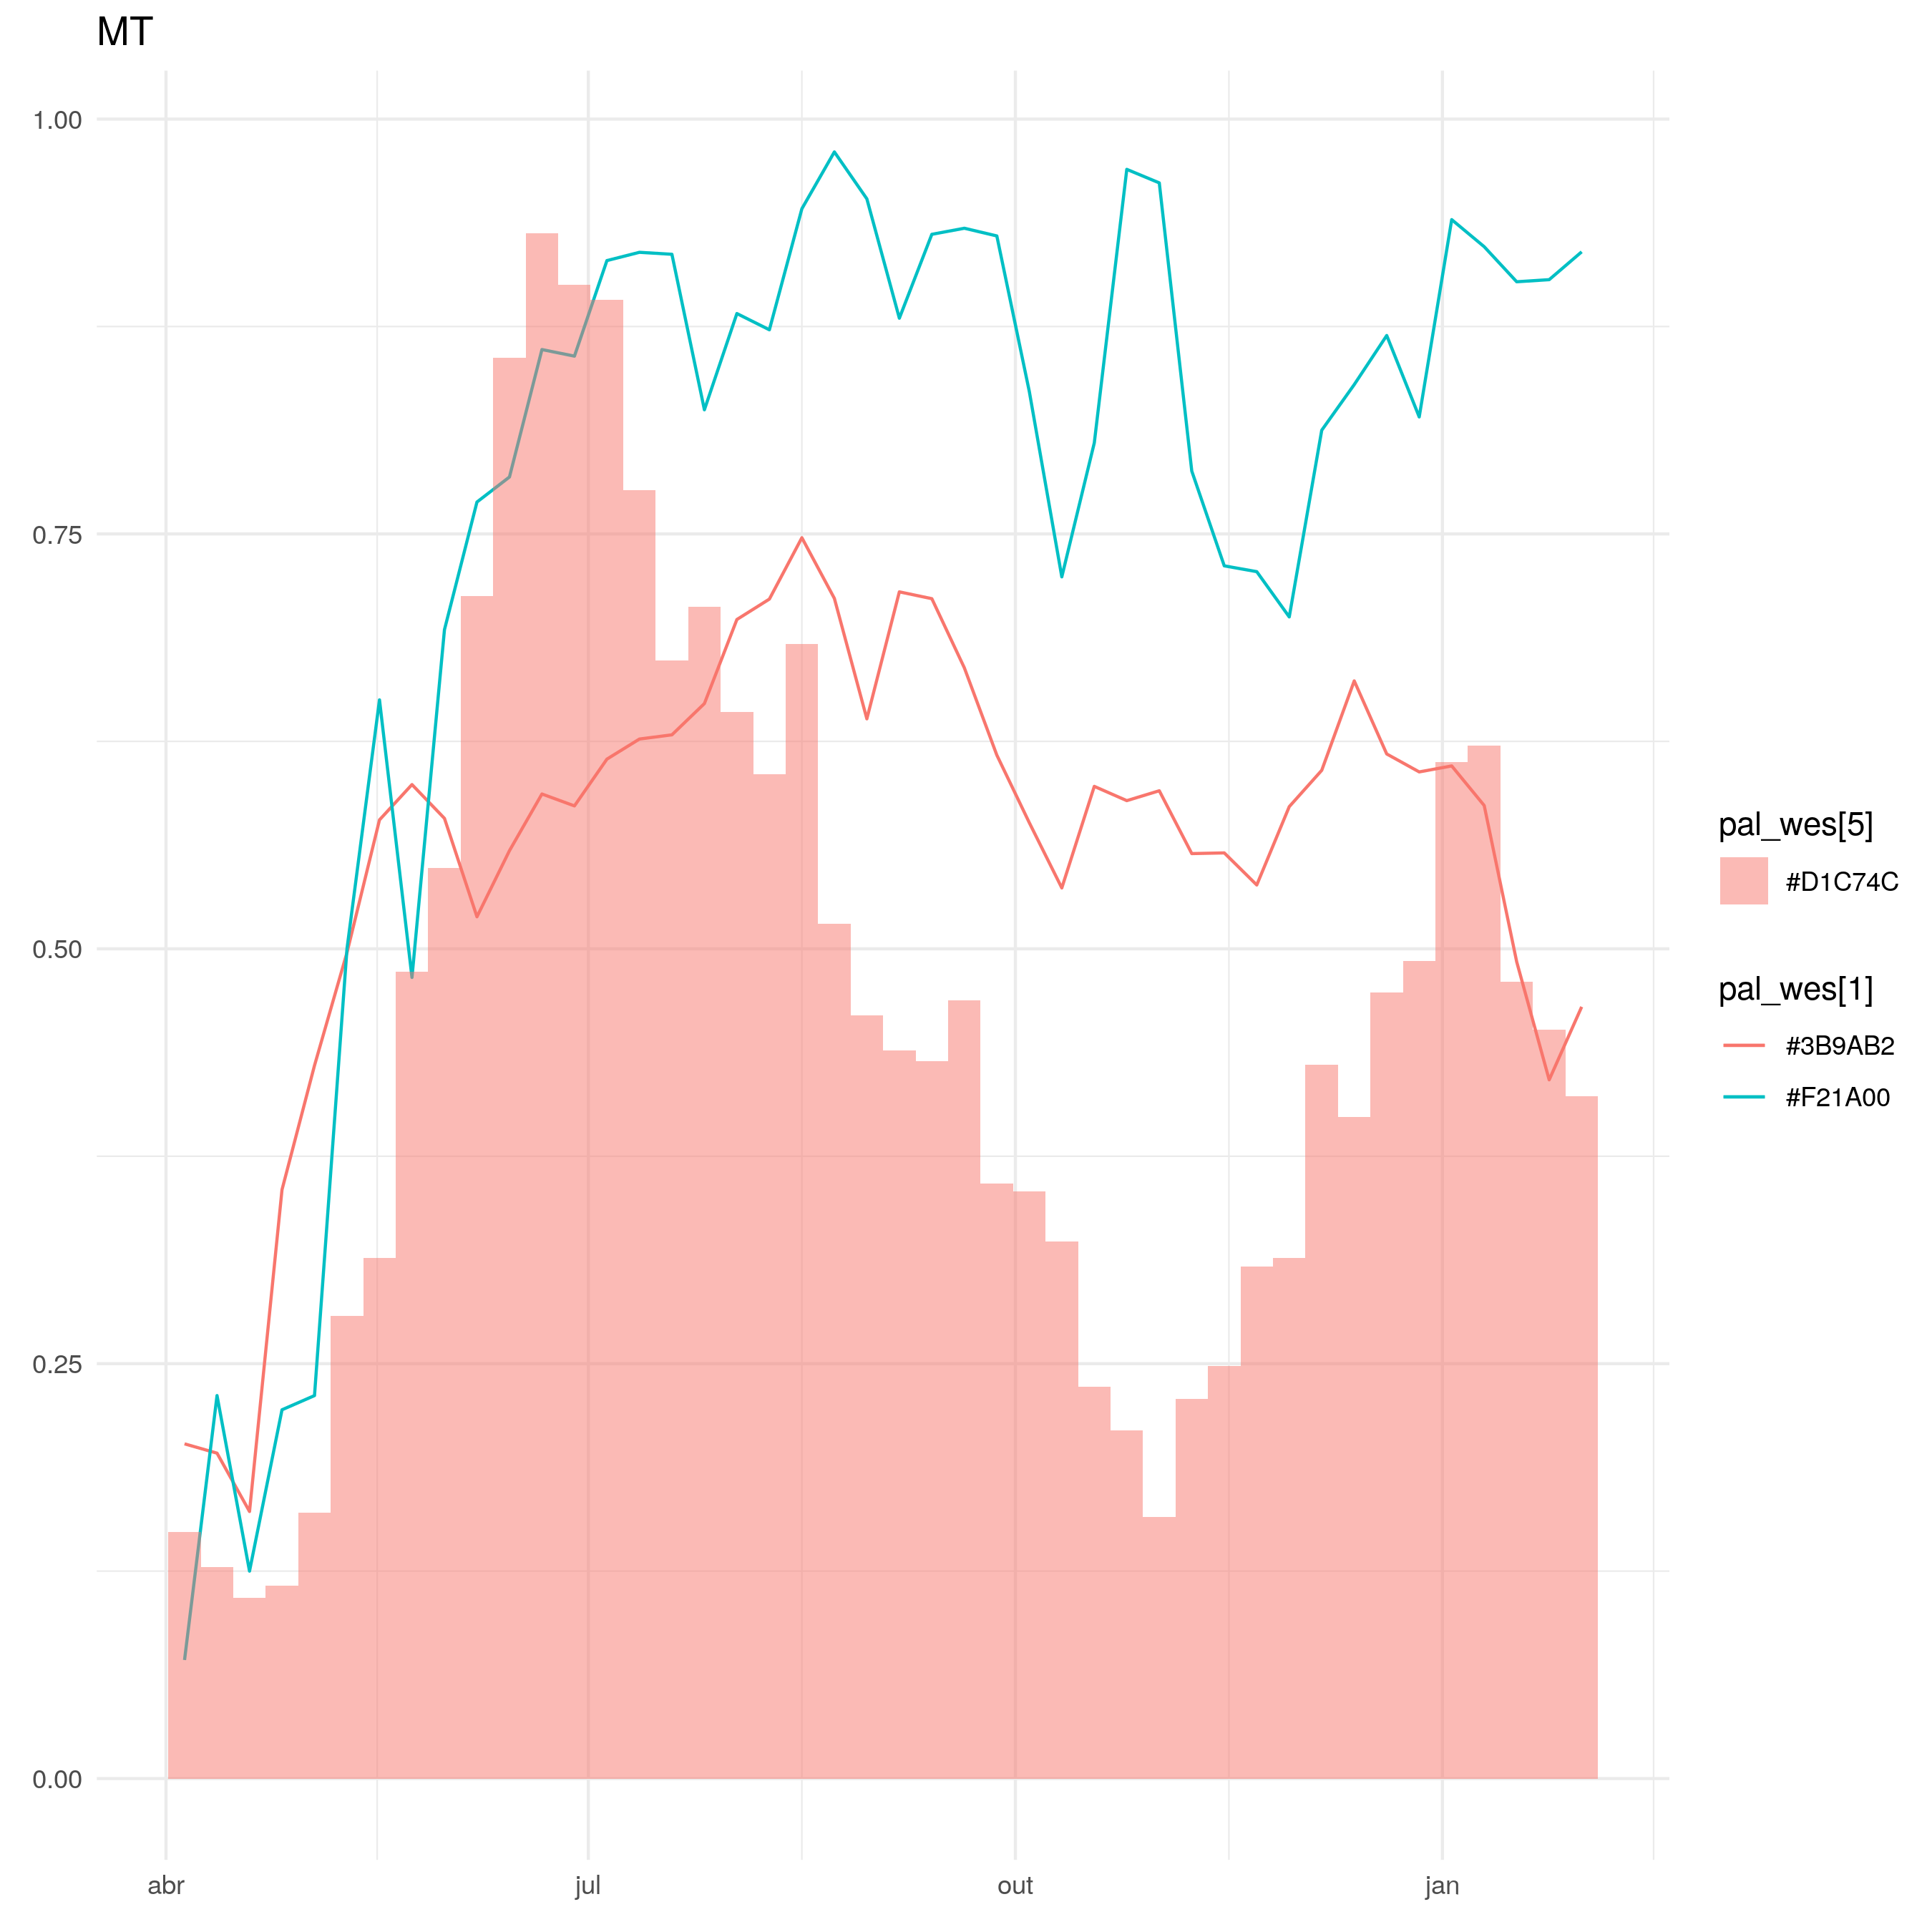 MT
1.00
0.75
0.50
0.25
0.00
abr jul out jan
pal_wes[5]
#D1C74C
pal_wes[1]
#3B9AB2
#F21A00